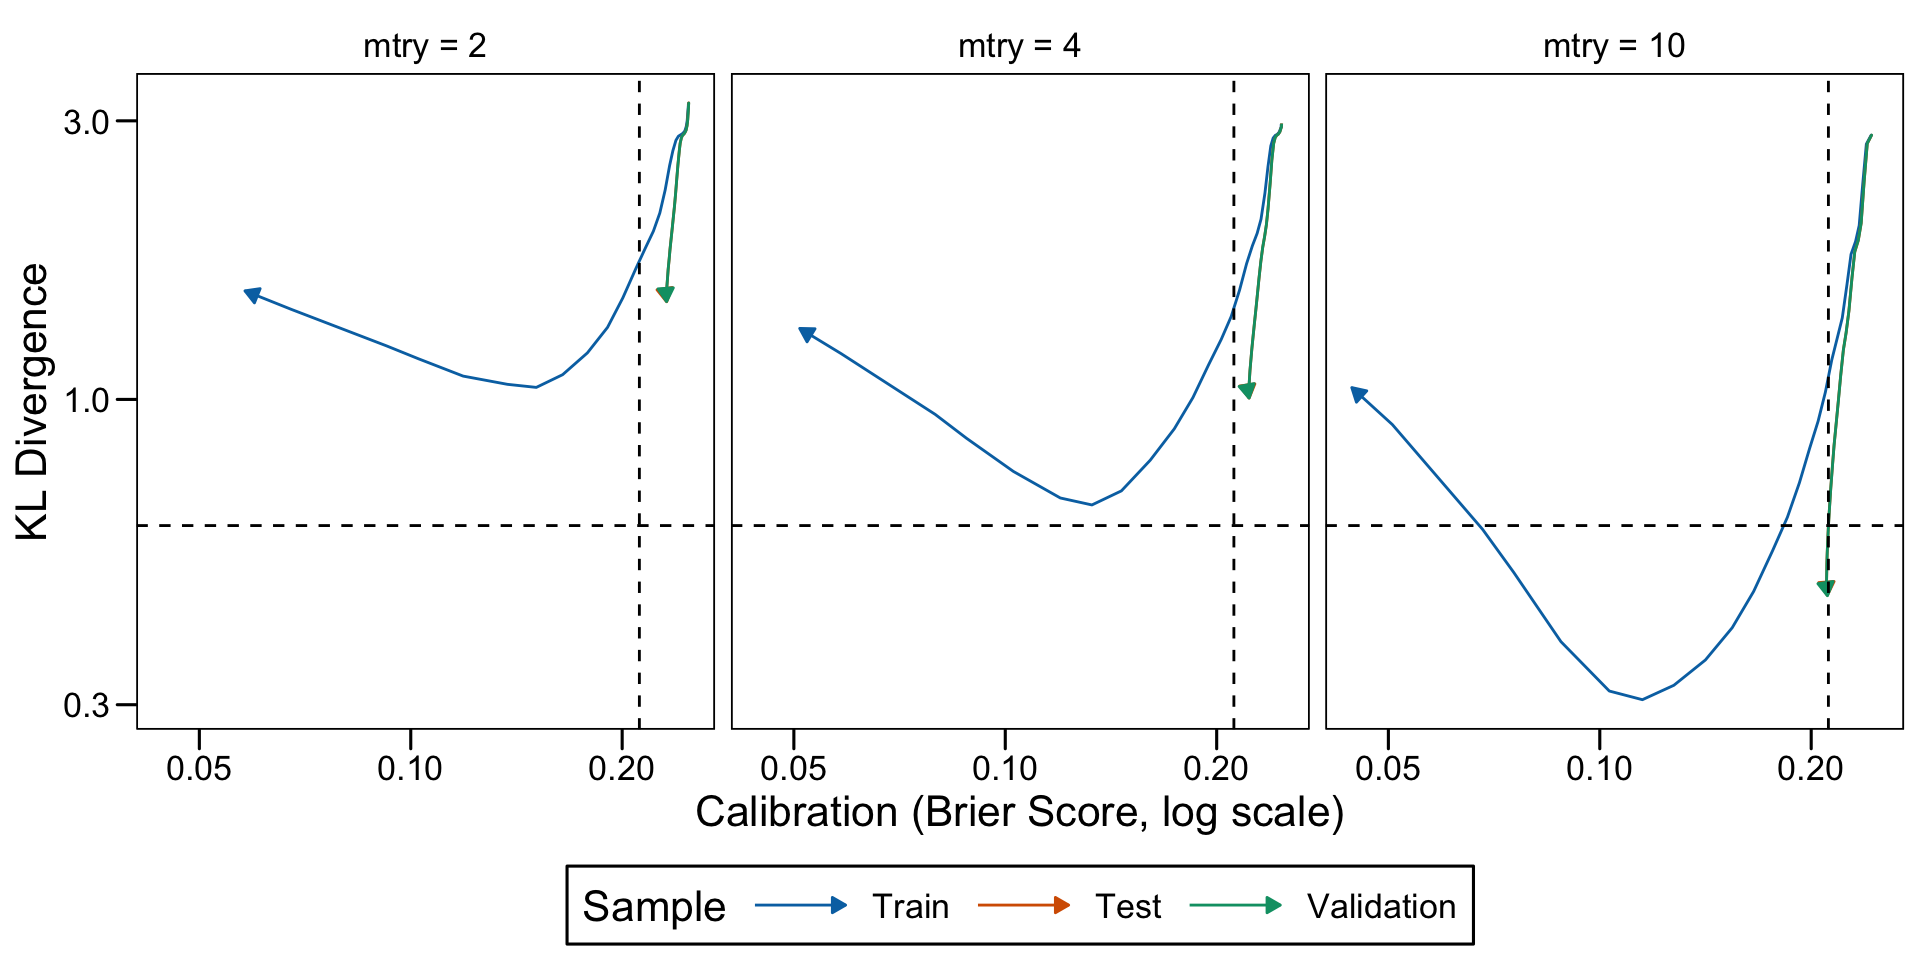 mtry = 2
mtry = 4
mtry = 10
KL Divergence
3.0
1.0
0.3
0.05 0.10 0.20
0.05 0.10 0.20
0.05 0.10 0.20
Calibration (Brier Score, log scale)
Sample Train Test Validation